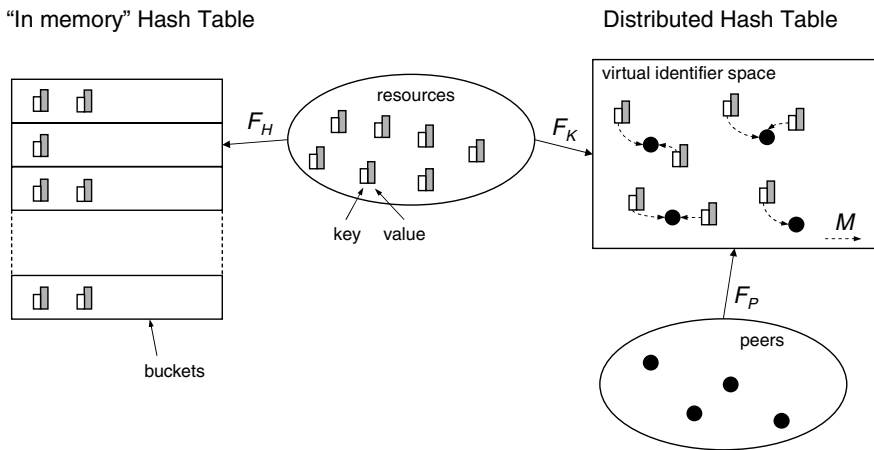 “In memory” Hash Table
Distributed Hash Table
resources
virtual identifier space
F_H
F_K
key
value
M
F_P
buckets
peers